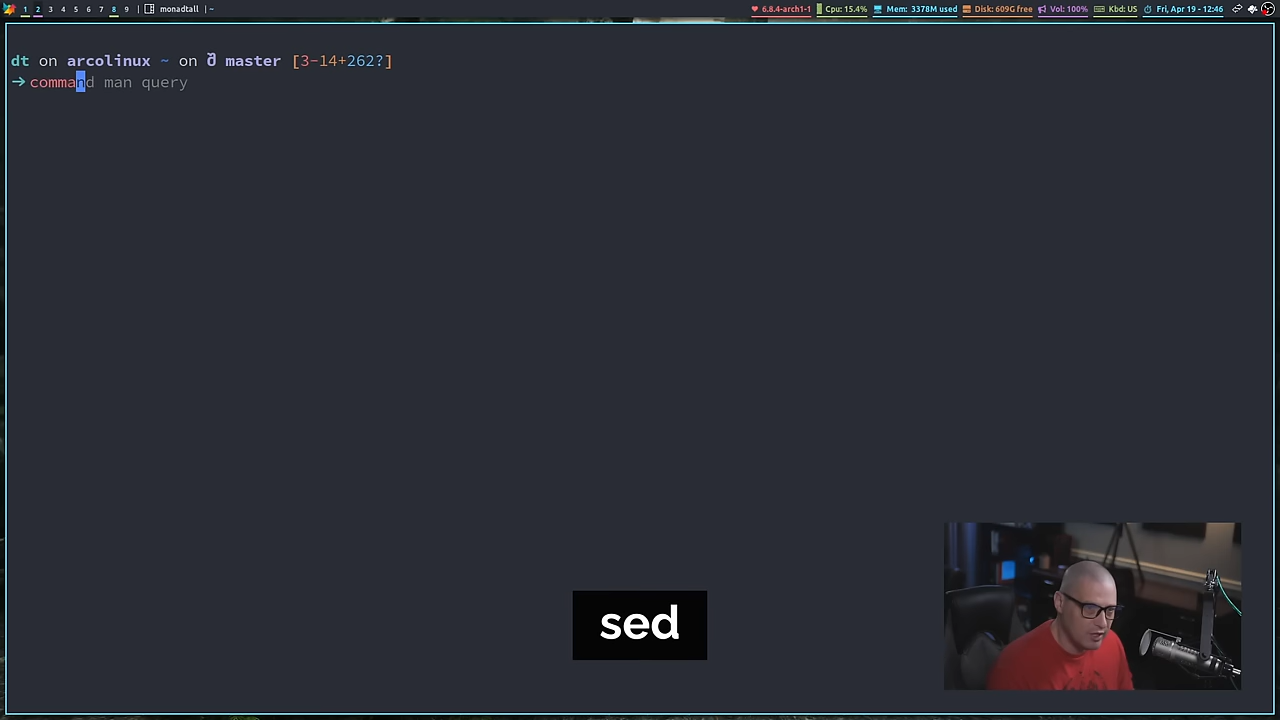 1 2 3 4 5 6 7 8 9 | monadtall | ~
6.8.4-arch1-1 Cpu: 15.4% Mem: 3378M used Disk: 609G free Vol: 100% Kbd: US Fri, Apr 19 - 12:46
dt on arcolinux ~ on master [3-14+262?]
→ command man query
sed